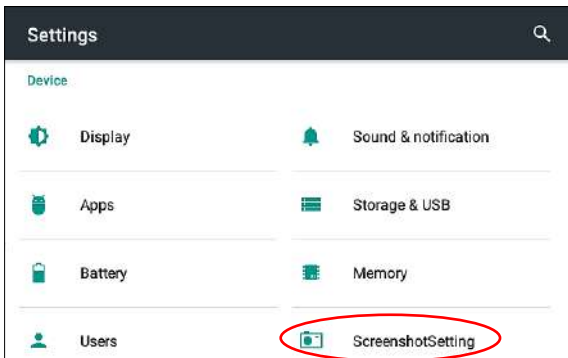 Settings
Device
Display
Sound & notification
Apps
Storage & USB
Battery
Memory
Users
ScreenshotSetting